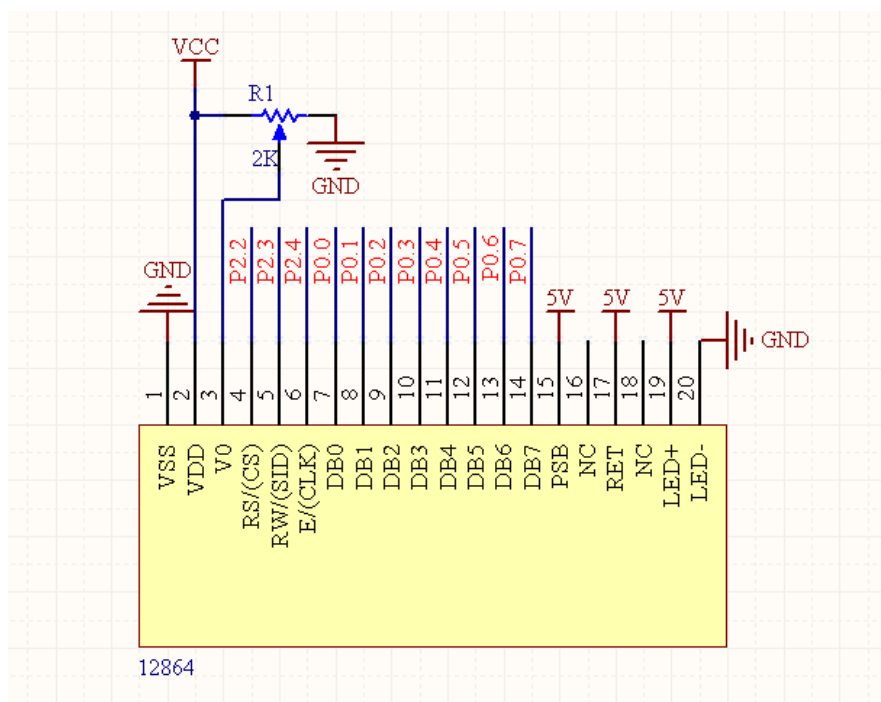 VCC
R1
2K
GND
GND
P2.2
P2.3
P2.4
P0.0
P0.1
P0.2
P0.3
P0.4
P0.5
P0.6
P0.7
5V
5V
5V
GND
1
2
3
4
5
6
7
8
9
10
11
12
13
14
15
16
17
18
19
20
VSS
VDD
V0
RS/(CS)
RW/(SID)
E/(CLK)
DB0
DB1
DB2
DB3
DB4
DB5
DB6
DB7
PSB
NC
RET
NC
LED+
LED-
12864